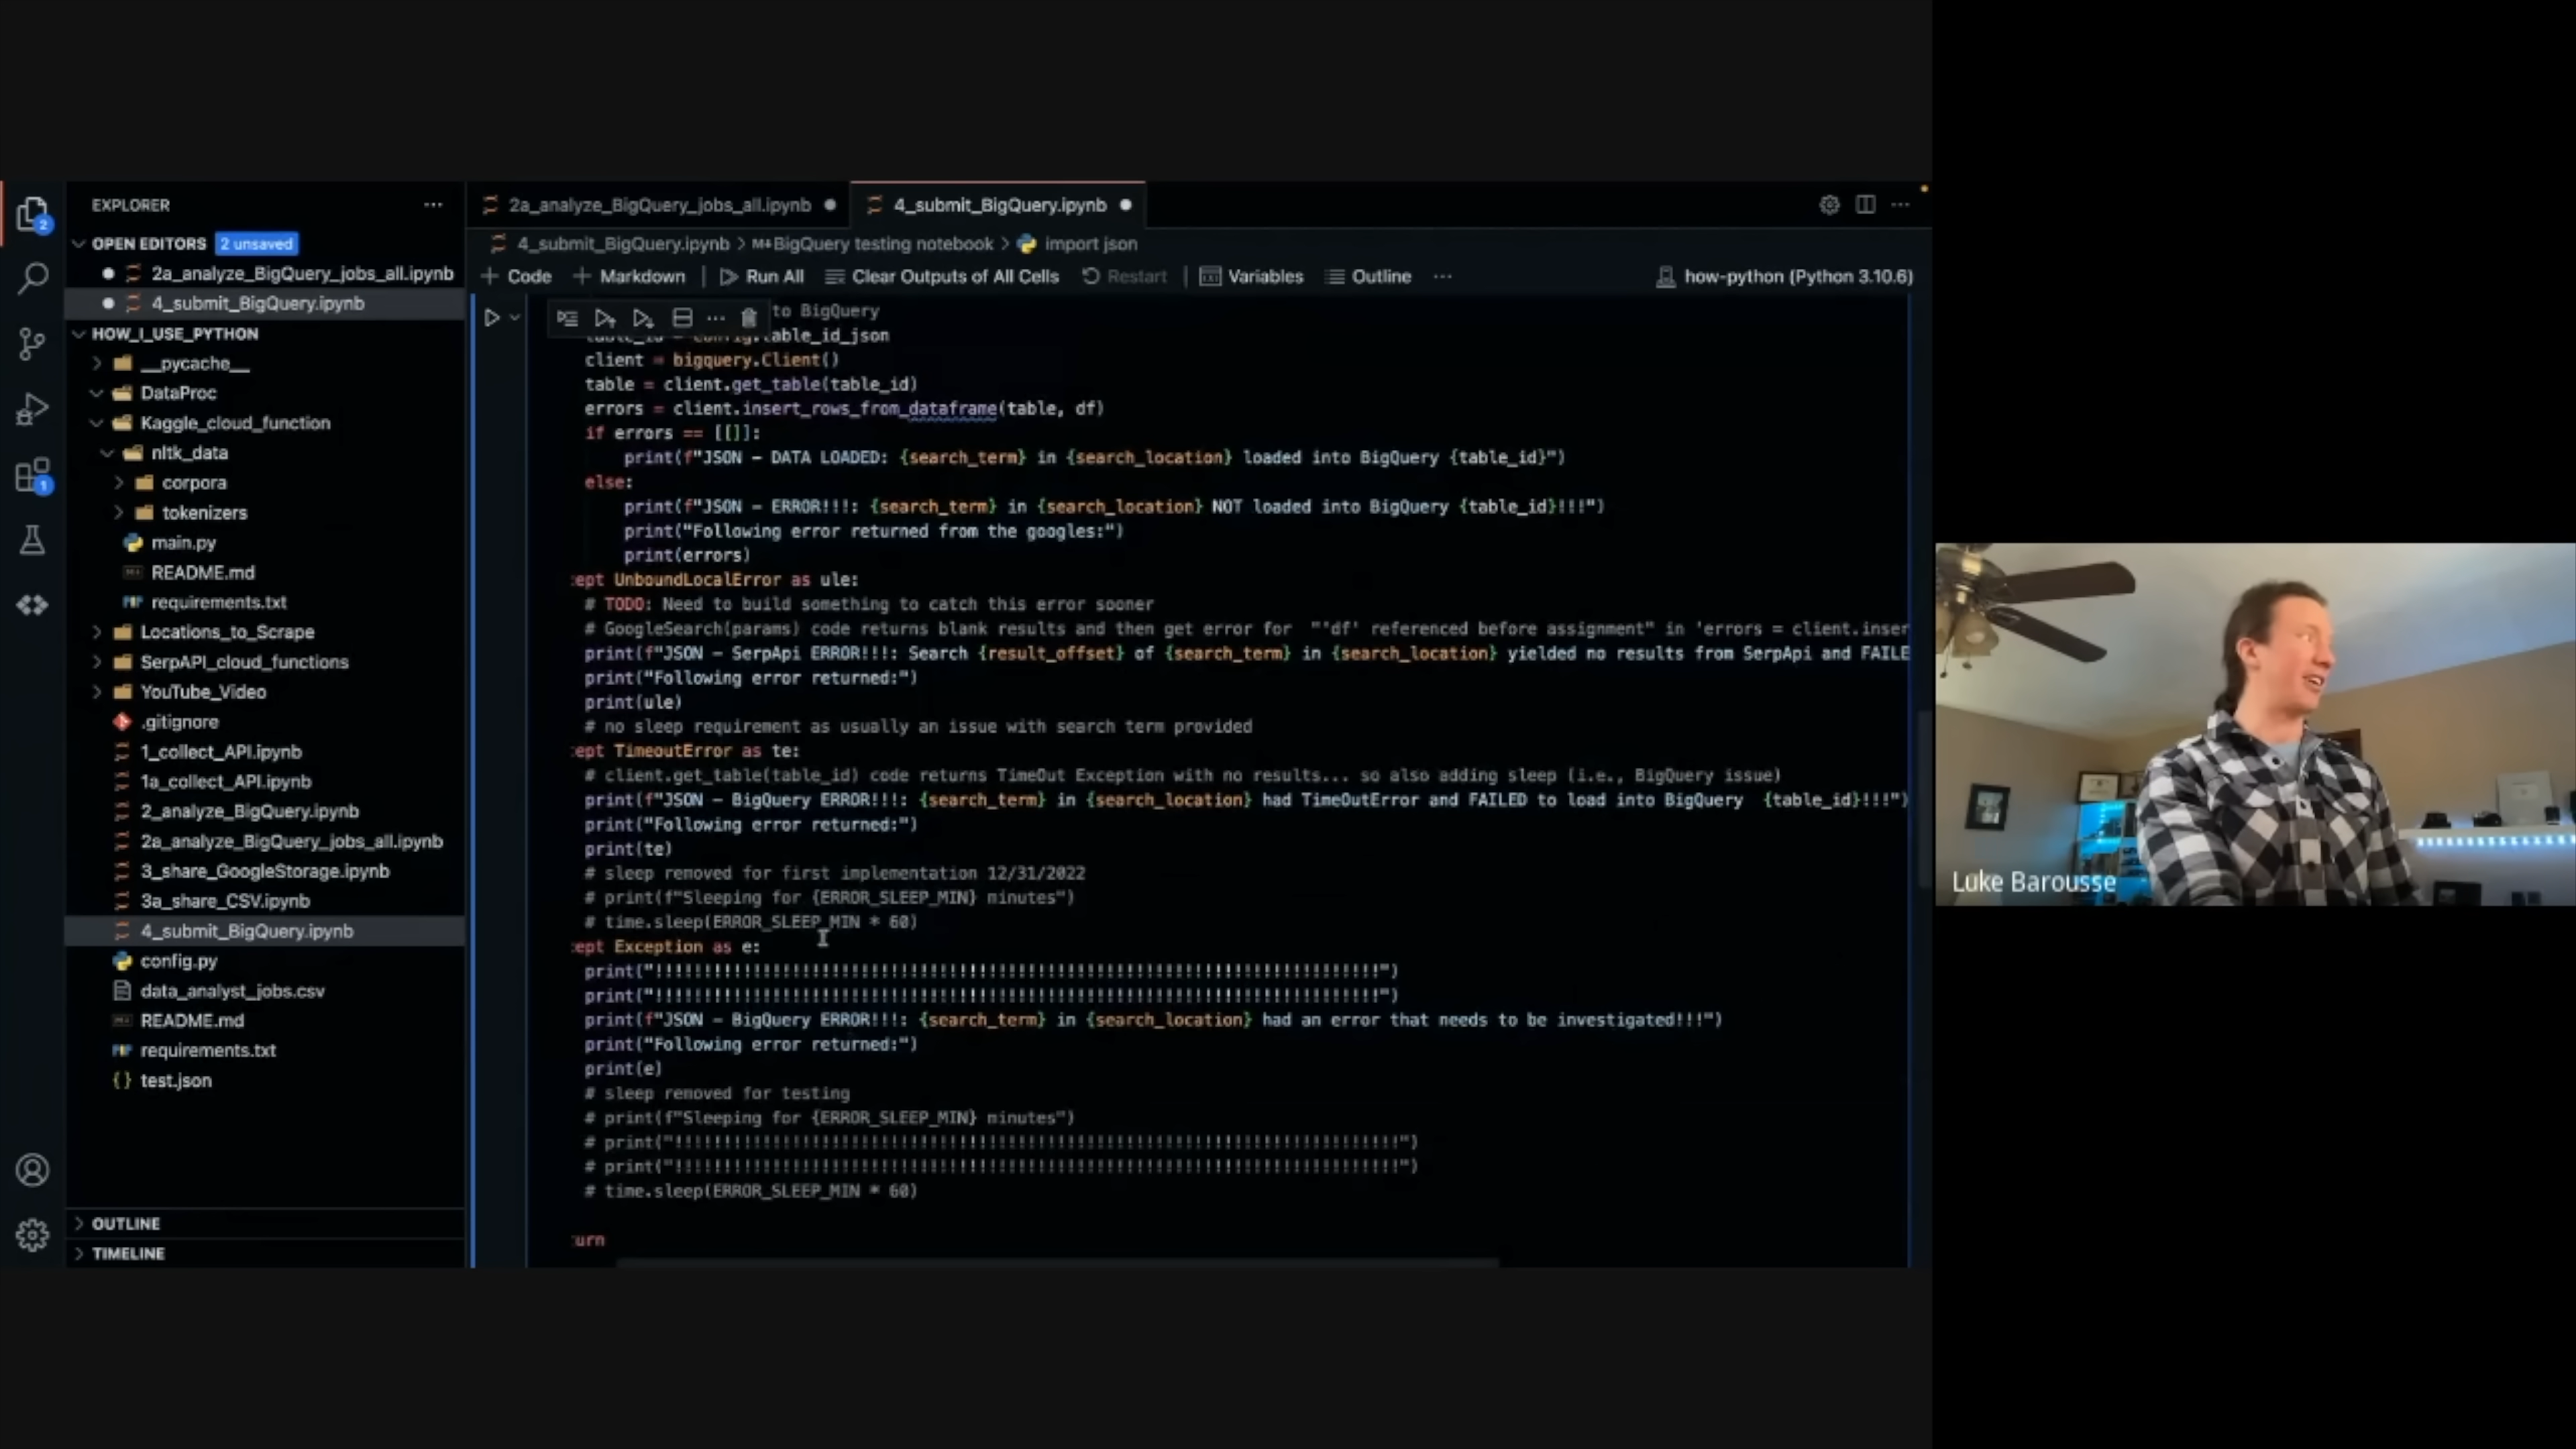 EXPLORER
OPEN EDITORS 2 unsaved
2a_analyze_BigQuery_jobs_all.ipynb
4_submit_BigQuery.ipynb
HOW_I_USE_PYTHON
__pycache__
DataProc
Kaggle_cloud_function
nltk_data
corpora
tokenizers
main.py
README.md
requirements.txt
Locations_to_Scrape
SerpAPI_cloud_functions
YouTube_Video
.gitignore
1_collect_API.ipynb
1a_collect_API.ipynb
2_analyze_BigQuery.ipynb
2a_analyze_BigQuery_jobs_all.ipynb
3_share_GoogleStorage.ipynb
3a_share_CSV.ipynb
4_submit_BigQuery.ipynb
config.py
data_analyst_jobs.csv
README.md
requirements.txt
test.json
OUTLINE
TIMELINE
2
1
2a_analyze_BigQuery_jobs_all.ipynb
4_submit_BigQuery.ipynb
4_submit_BigQuery.ipynb > M↓BigQuery testing notebook > import json
+ Code + Markdown Run All Clear Outputs of All Cells Restart Variables Outline ... how-python (Python 3.10.6)
to BigQuery
table_id = config.table_id_json
client = bigquery.Client()
table = client.get_table(table_id)
errors = client.insert_rows_from_dataframe(table, df)
if errors == [[]]:
print(f"JSON – DATA LOADED: {search_term} in {search_location} loaded into BigQuery {table_id}")
else:
print(f"JSON – ERROR!!!: {search_term} in {search_location} NOT loaded into BigQuery {table_id}!!!")
print("Following error returned from the googles:")
print(errors)
cept UnboundLocalError as ule:
# TODO: Need to build something to catch this error sooner
# GoogleSearch(params) code returns blank results and then get error for "'df' referenced before assignment" in 'errors = client.inser
print(f"JSON – SerpApi ERROR!!!: Search {result_offset} of {search_term} in {search_location} yielded no results from SerpApi and FAILE
print("Following error returned:")
print(ule)
# no sleep requirement as usually an issue with search term provided
cept TimeoutError as te:
# client.get_table(table_id) code returns TimeOut Exception with no results... so also adding sleep (i.e., BigQuery issue)
print(f"JSON – BigQuery ERROR!!!: {search_term} in {search_location} had TimeOutError and FAILED to load into BigQuery {table_id}!!!")
print("Following error returned:")
print(te)
# sleep removed for first implementation 12/31/2022
# print(f"Sleeping for {ERROR_SLEEP_MIN} minutes")
# time.sleep(ERROR_SLEEP_MIN * 60)
cept Exception as e:
print("!!!!!!!!!!!!!!!!!!!!!!!!!!!!!!!!!!!!!!!!!!!!!!!!!!!!!!!!!!!!!!!!!!!!!!!!!!")
print("!!!!!!!!!!!!!!!!!!!!!!!!!!!!!!!!!!!!!!!!!!!!!!!!!!!!!!!!!!!!!!!!!!!!!!!!!!")
print(f"JSON – BigQuery ERROR!!!: {search_term} in {search_location} had an error that needs to be investigated!!!")
print("Following error returned:")
print(e)
# sleep removed for testing
# print(f"Sleeping for {ERROR_SLEEP_MIN} minutes")
# print("!!!!!!!!!!!!!!!!!!!!!!!!!!!!!!!!!!!!!!!!!!!!!!!!!!!!!!!!!!!!!!!!!!!!!!!!!!")
# print("!!!!!!!!!!!!!!!!!!!!!!!!!!!!!!!!!!!!!!!!!!!!!!!!!!!!!!!!!!!!!!!!!!!!!!!!!!")
# time.sleep(ERROR_SLEEP_MIN * 60)
turn
Luke Barousse